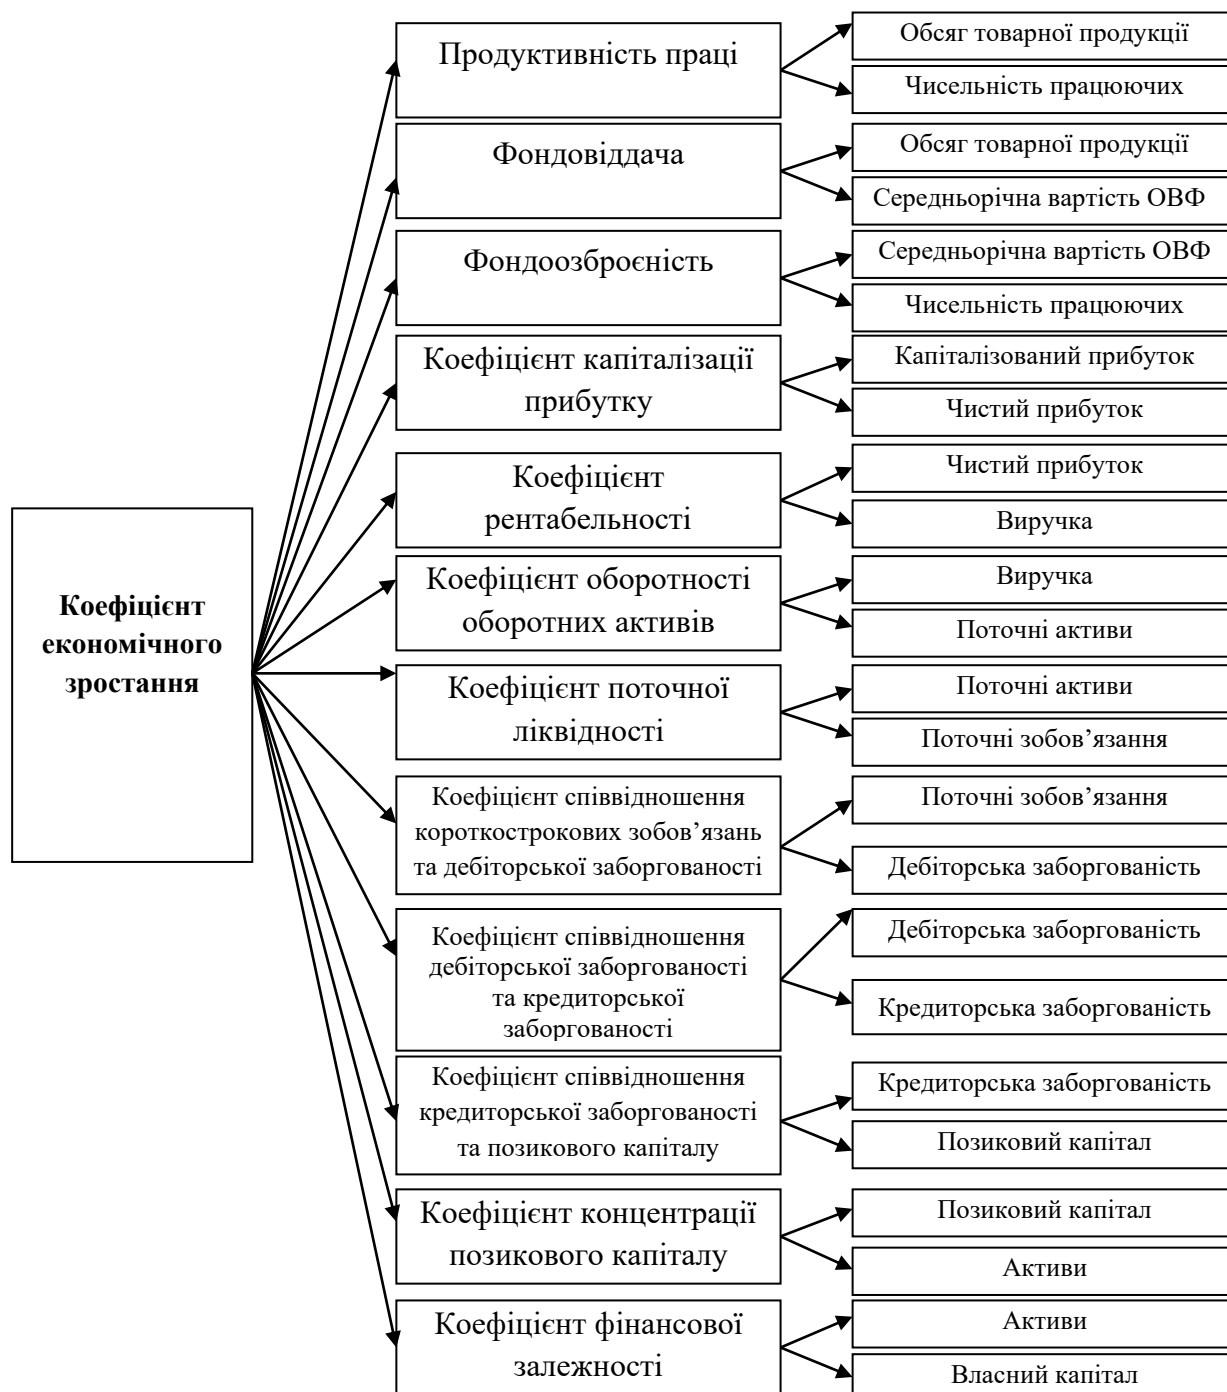 Коефіцієнт
економічного
зростання
Продуктивність праці
Обсяг товарної продукції
Чисельність працюючих
Фондовіддача
Обсяг товарної продукції
Середньорічна вартість ОВФ
Фондоозброєність
Середньорічна вартість ОВФ
Чисельність працюючих
Коефіцієнт капіталізації
прибутку
Капіталізований прибуток
Чистий прибуток
Коефіцієнт
рентабельності
Чистий прибуток
Виручка
Коефіцієнт оборотності
оборотних активів
Виручка
Поточні активи
Коефіцієнт поточної
ліквідності
Поточні активи
Поточні зобов’язання
Коефіцієнт співвідношення
короткострокових зобов’язань
та дебіторської заборгованості
Поточні зобов’язання
Дебіторська заборгованість
Коефіцієнт співвідношення
дебіторської заборгованості
та кредиторської
заборгованості
Дебіторська заборгованість
Кредиторська заборгованість
Коефіцієнт співвідношення
кредиторської заборгованості
та позикового капіталу
Кредиторська заборгованість
Позиковий капітал
Коефіцієнт концентрації
позикового капіталу
Позиковий капітал
Активи
Коефіцієнт фінансової
залежності
Активи
Власний капітал